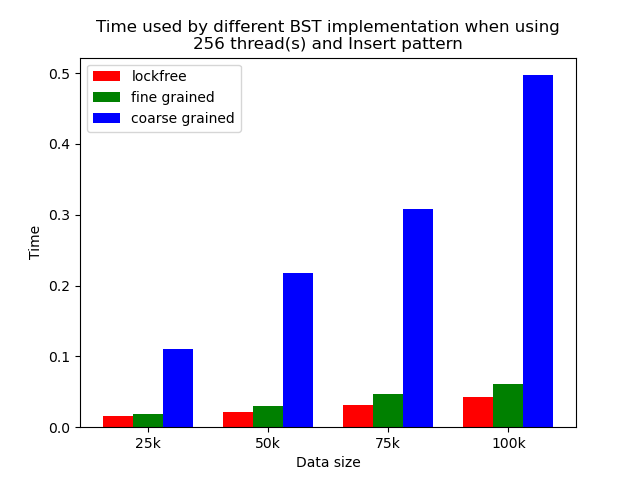 Time used by different BST implementation when using
256 thread(s) and Insert pattern
lockfree
fine grained
coarse grained
0.5
0.4
0.3
0.2
0.1
0.0
Time
25k
50k
75k
100k
Data size